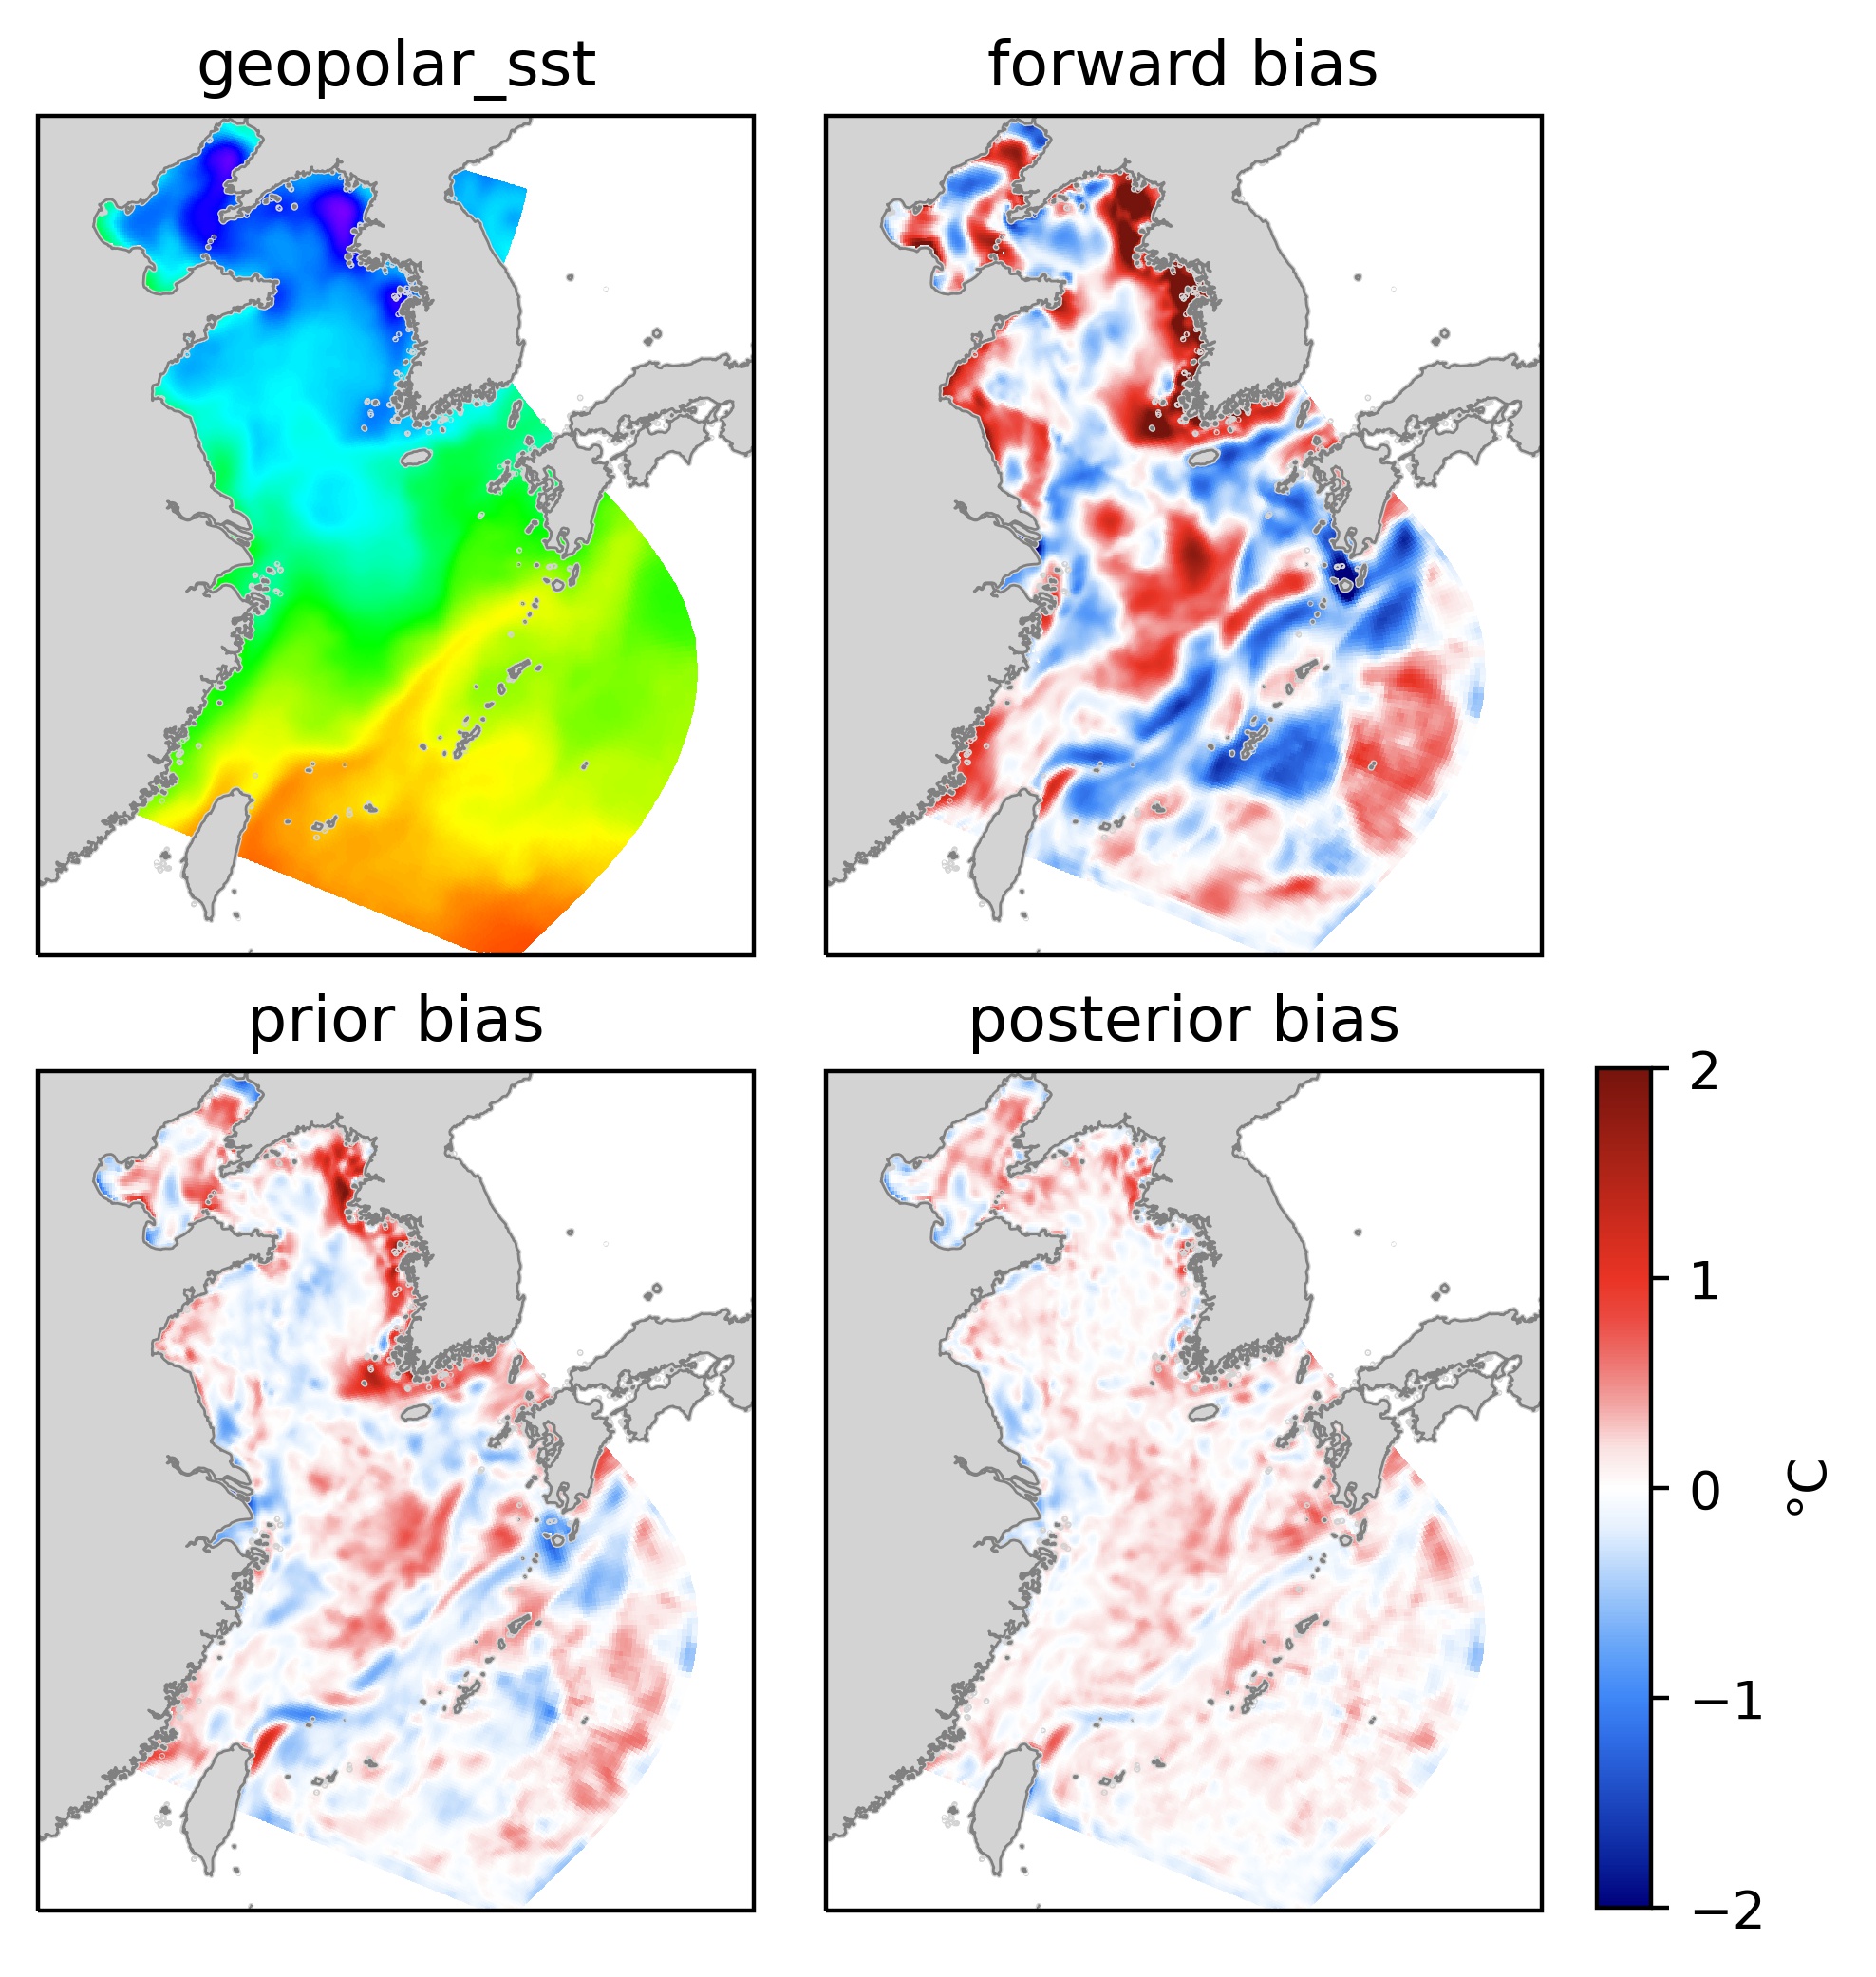 geopolar_sst
forward bias
prior bias
posterior bias
2
1
0
−1
−2
°C